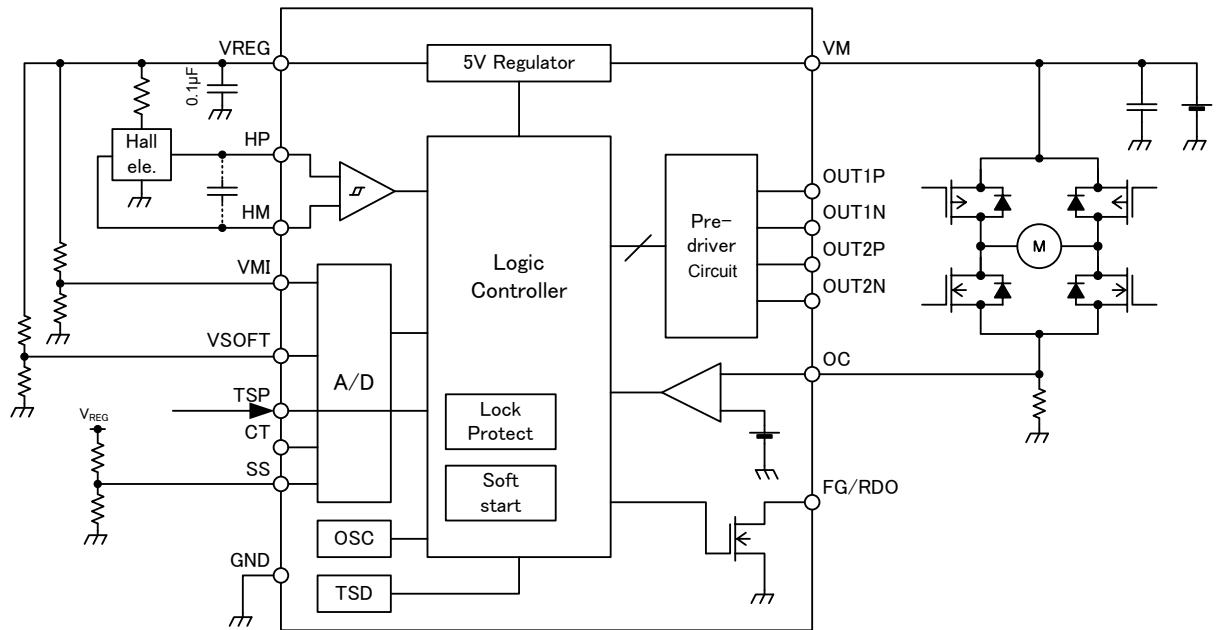 VREG
5V Regulator
VM
0.1μF
Hall
ele.
HP
HM
OUT1P
OUT1N
OUT2P
OUT2N
Pre-
driver
Circuit
M
Logic
Controller
VMI
VSOFT
A/D
OC
TSP
CT
SS
VREG
Lock
Protect
Soft
start
FG/RDO
OSC
GND
TSD